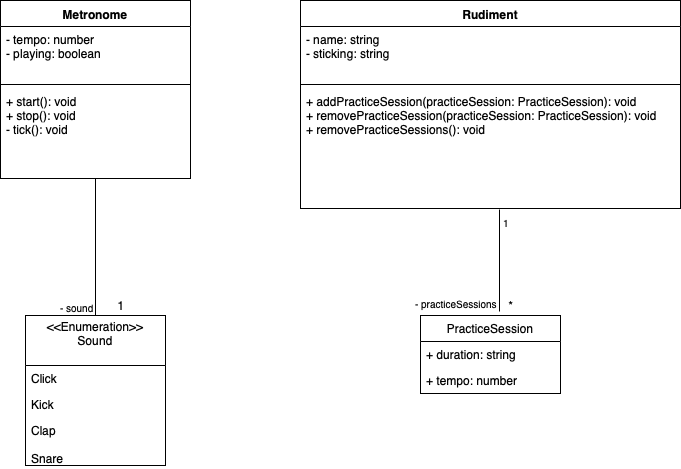 Metronome
- tempo: number
- playing: boolean
+ start(): void
+ stop(): void
- tick(): void
- sound
1
<<Enumeration>>
Sound
Click
Kick
Clap
Snare
Rudiment
- name: string
- sticking: string
+ addPracticeSession(practiceSession: PracticeSession): void
+ removePracticeSession(practiceSession: PracticeSession): void
+ removePracticeSessions(): void
1
- practiceSessions
*
PracticeSession
+ duration: string
+ tempo: number